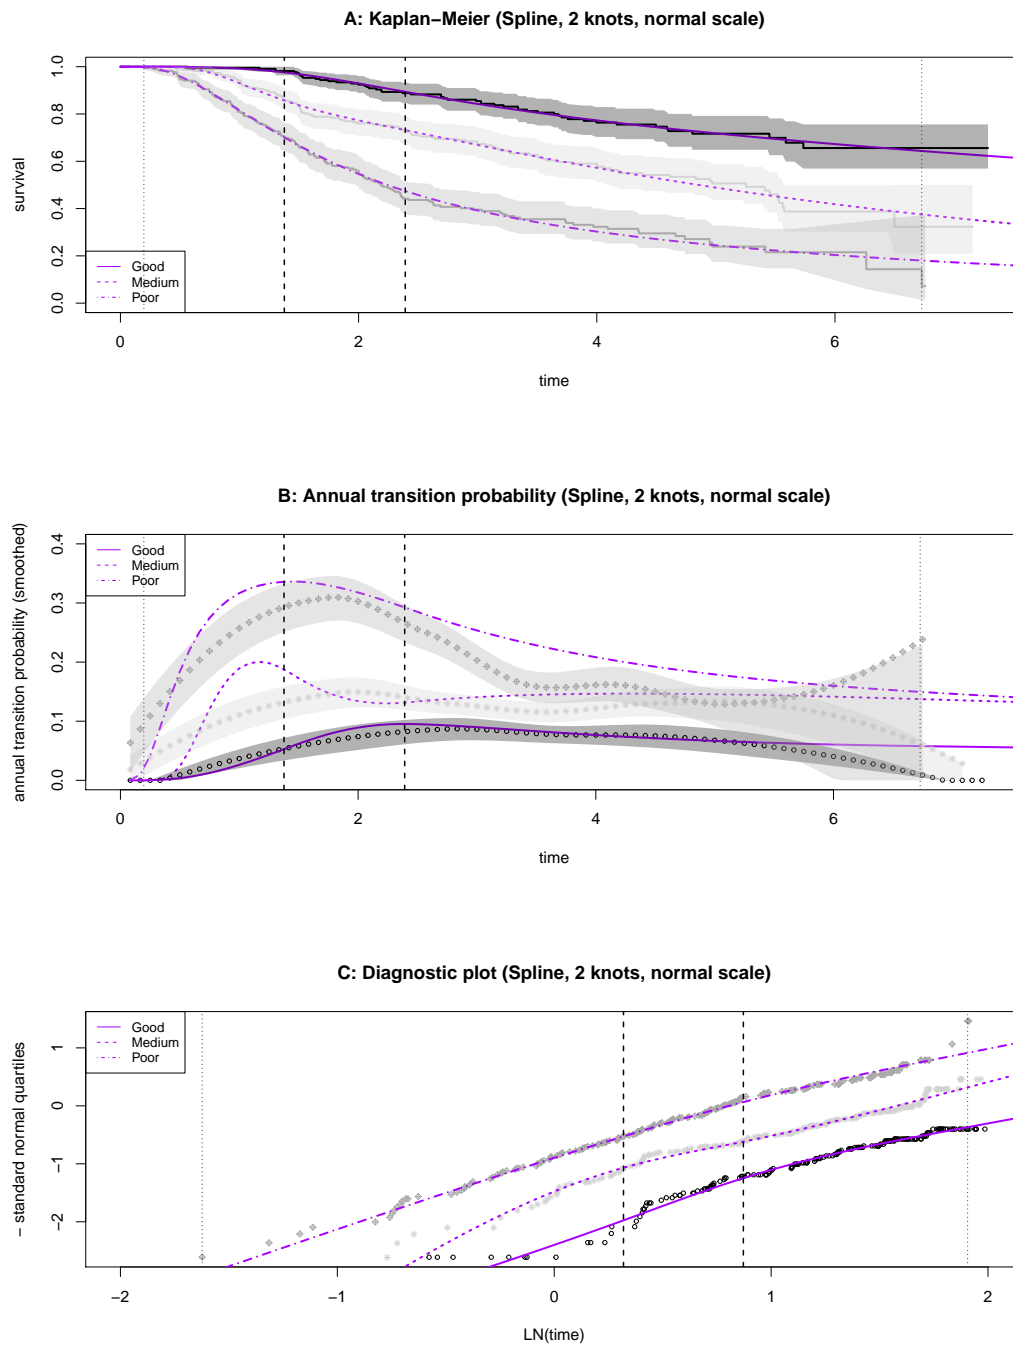 A: Kaplan−Meier (Spline, 2 knots, normal scale)
survival
1.0
0.8
0.6
0.4
0.2
0.0
Good
Medium
Poor
0 2 4 6
time
B: Annual transition probability (Spline, 2 knots, normal scale)
annual transition probability (smoothed)
0.4
0.3
0.2
0.1
0.0
Good
Medium
Poor
0 2 4 6
time
C: Diagnostic plot (Spline, 2 knots, normal scale)
− standard normal quartiles
1
0
−1
−2
Good
Medium
Poor
−2 −1 0 1 2
LN(time)